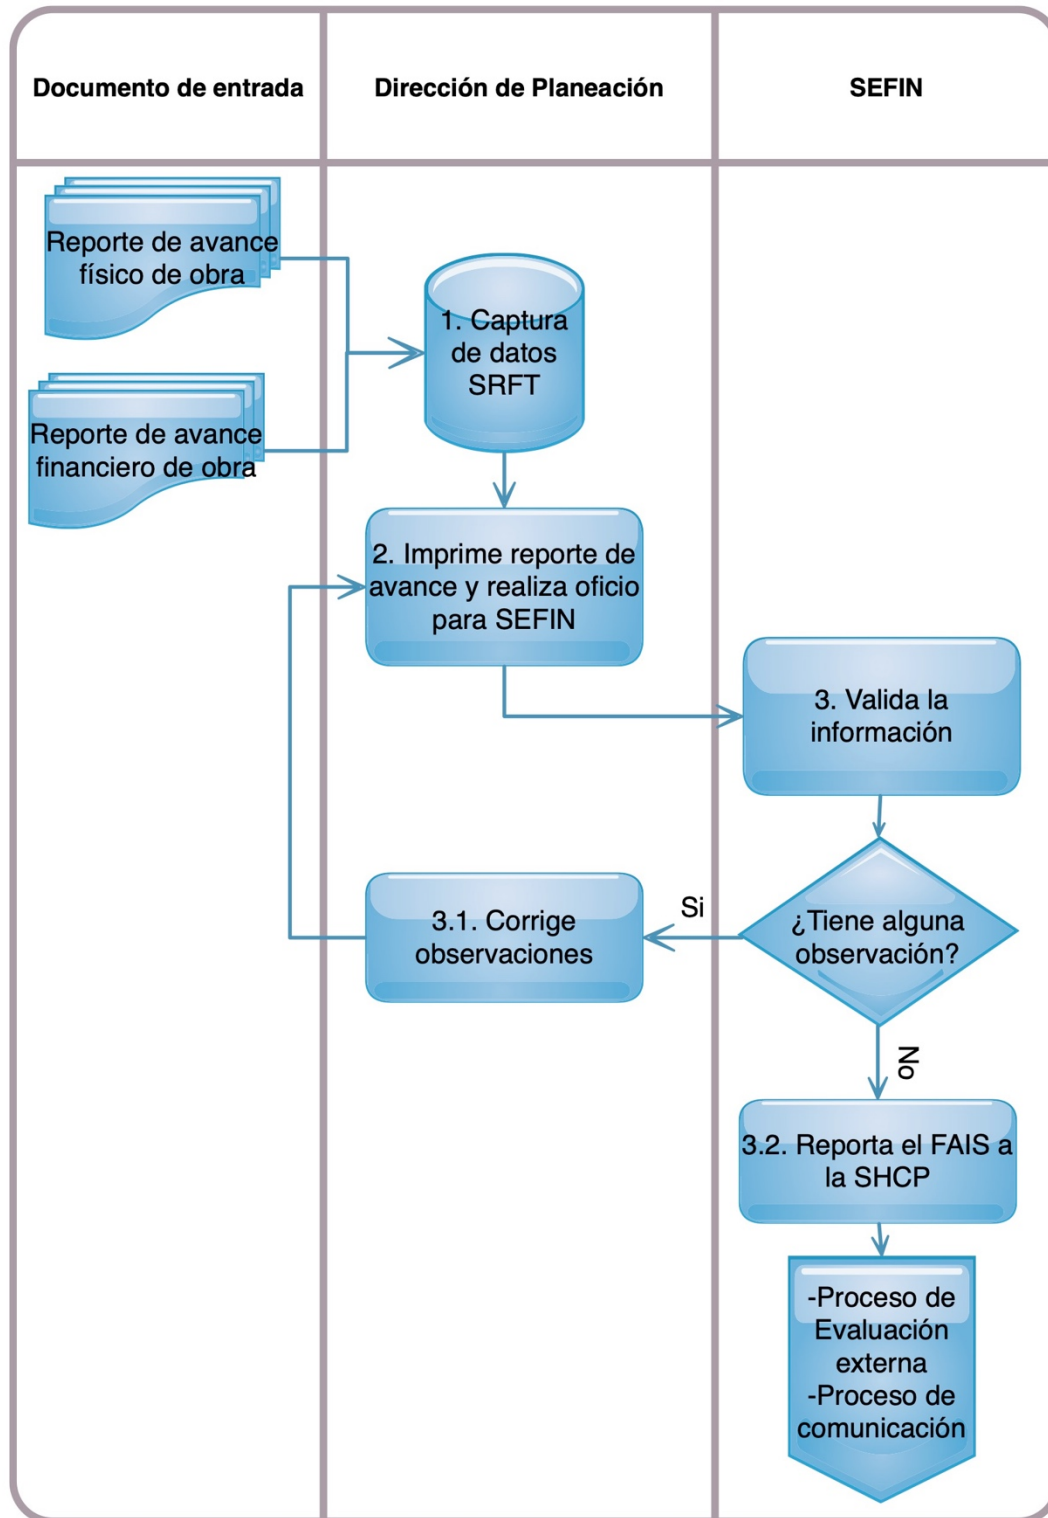 Documento de entrada
Dirección de Planeación
SEFIN
Reporte de avance
físico de obra
Reporte de avance
financiero de obra
1. Captura
de datos
SRFT
2. Imprime reporte de
avance y realiza oficio
para SEFIN
3. Valida la
información
¿Tiene alguna
observación?
Si
3.1. Corrige
observaciones
No
3.2. Reporta el FAIS a
la SHCP
-Proceso de
Evaluación
externa
-Proceso de
comunicación